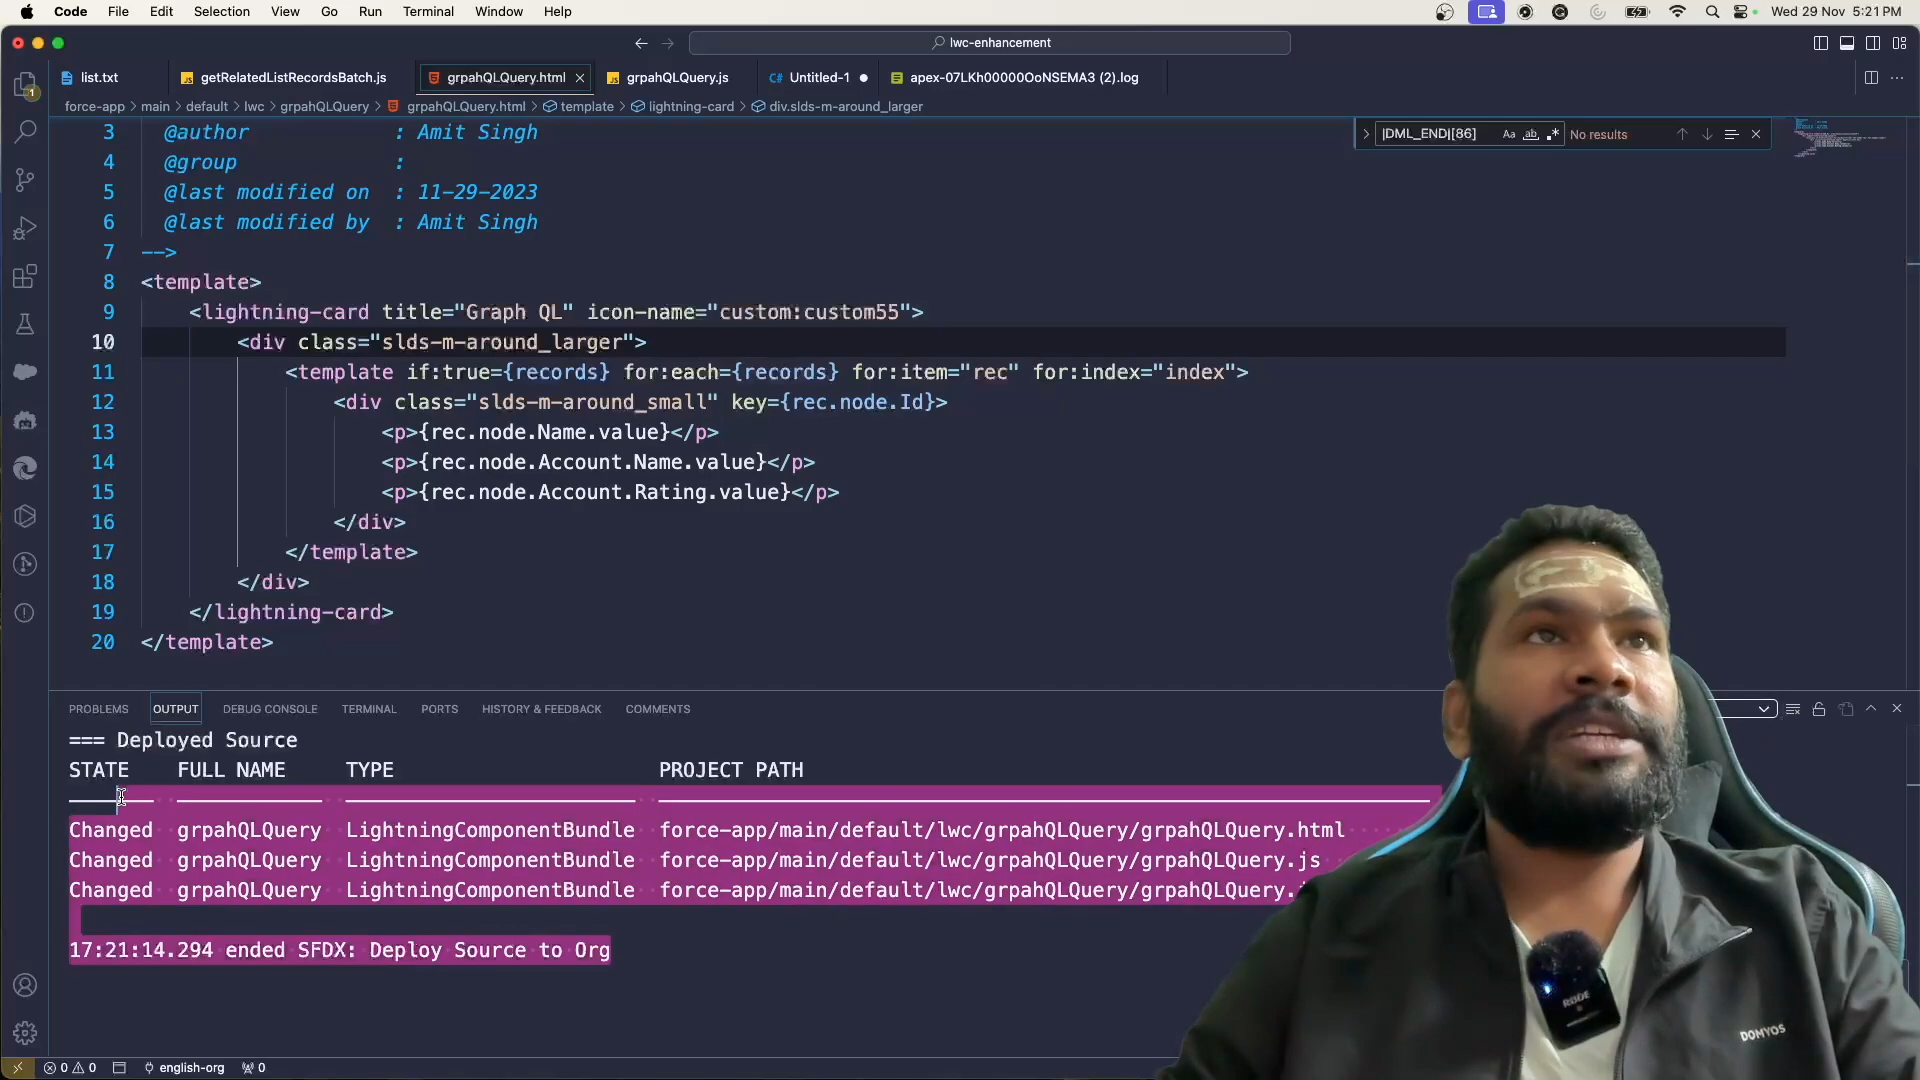 Code File Edit Selection View Go Run Terminal Window Help Wed 29 Nov 5:21 PM
lwc-enhancement
list.txt getRelatedListRecordsBatch.js grpahQLQuery.html grpahQLQuery.js Untitled-1 apex-07LKh00000OoNSEMA3 (2).log
force-app > main > default > lwc > grpahQLQuery > grpahQLQuery.html > template > lightning-card > div.slds-m-around_larger
|DML_END|[86] Aa ab .* No results
1
3 @author : Amit Singh
4 @group :
5 @last modified on : 11-29-2023
6 @last modified by : Amit Singh
7 -->
8 <template>
9 <lightning-card title="Graph QL" icon-name="custom:custom55">
10 <div class="slds-m-around_larger">
11 <template if:true={records} for:each={records} for:item="rec" for:index="index">
12 <div class="slds-m-around_small" key={rec.node.Id}>
13 <p>{rec.node.Name.value}</p>
14 <p>{rec.node.Account.Name.value}</p>
15 <p>{rec.node.Account.Rating.value}</p>
16 </div>
17 </template>
18 </div>
19 </lightning-card>
20 </template>
PROBLEMS OUTPUT DEBUG CONSOLE TERMINAL PORTS HISTORY & FEEDBACK COMMENTS
=== Deployed Source
STATE FULL NAME TYPE PROJECT PATH
Changed grpahQLQuery LightningComponentBundle force-app/main/default/lwc/grpahQLQuery/grpahQLQuery.html
Changed grpahQLQuery LightningComponentBundle force-app/main/default/lwc/grpahQLQuery/grpahQLQuery.js
Changed grpahQLQuery LightningComponentBundle force-app/main/default/lwc/grpahQLQuery/grpahQLQuery.
17:21:14.294 ended SFDX: Deploy Source to Org
RODE
DOMYOS
0 0 english-org 0